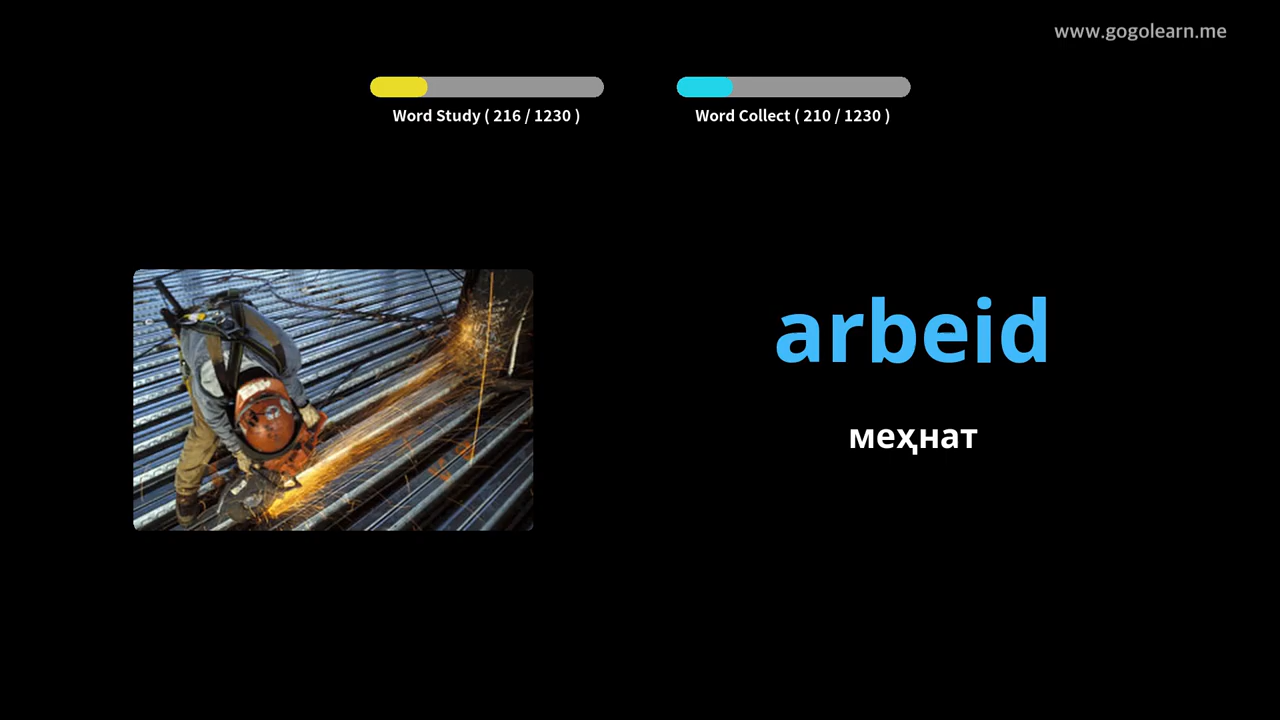 www.gogolearn.me
Word Study ( 216 / 1230 )
Word Collect ( 210 / 1230 )
arbeid
меҳнат